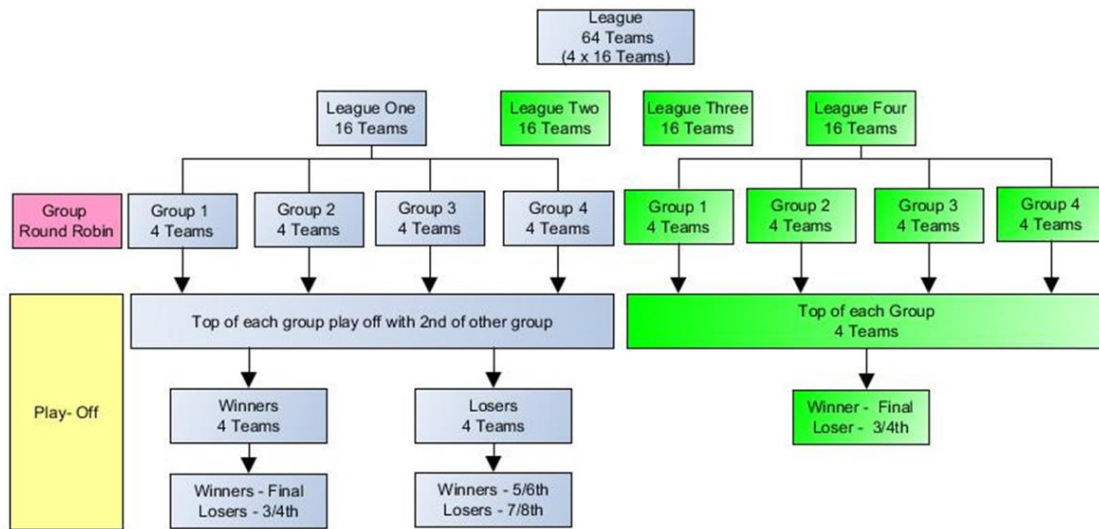 League
64 Teams
(4 x 16 Teams)
League One
16 Teams
League Two
16 Teams
League Three
16 Teams
League Four
16 Teams
Group
Round Robin
Group 1
4 Teams
Group 2
4 Teams
Group 3
4 Teams
Group 4
4 Teams
Group 1
4 Teams
Group 2
4 Teams
Group 3
4 Teams
Group 4
4 Teams
Play- Off
Top of each group play off with 2nd of other group
Top of each Group
4 Teams
Winners
4 Teams
Losers
4 Teams
Winner - Final
Loser - 3/4th
Winners - Final
Losers - 3/4th
Winners - 5/6th
Losers - 7/8th